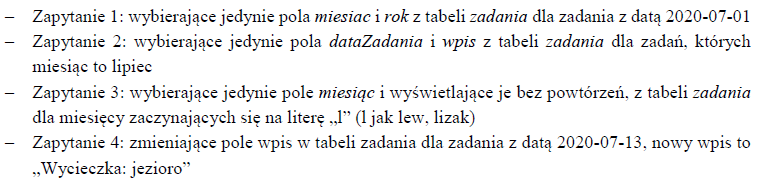 – Zapytanie 1: wybierające jedynie pola miesiac i rok z tabeli zadania dla zadania z datą 2020-07-01
– Zapytanie 2: wybierające jedynie pola dataZadania i wpis z tabeli zadania dla zadań, których
miesiąc to lipiec
– Zapytanie 3: wybierające jedynie pole miesiąc i wyświetlające je bez powtórzeń, z tabeli zadania
dla miesięcy zaczynających się na literę „l” (l jak lew, lizak)
– Zapytanie 4: zmieniające pole wpis w tabeli zadania dla zadania z datą 2020-07-13, nowy wpis to
„Wycieczka: jezioro”